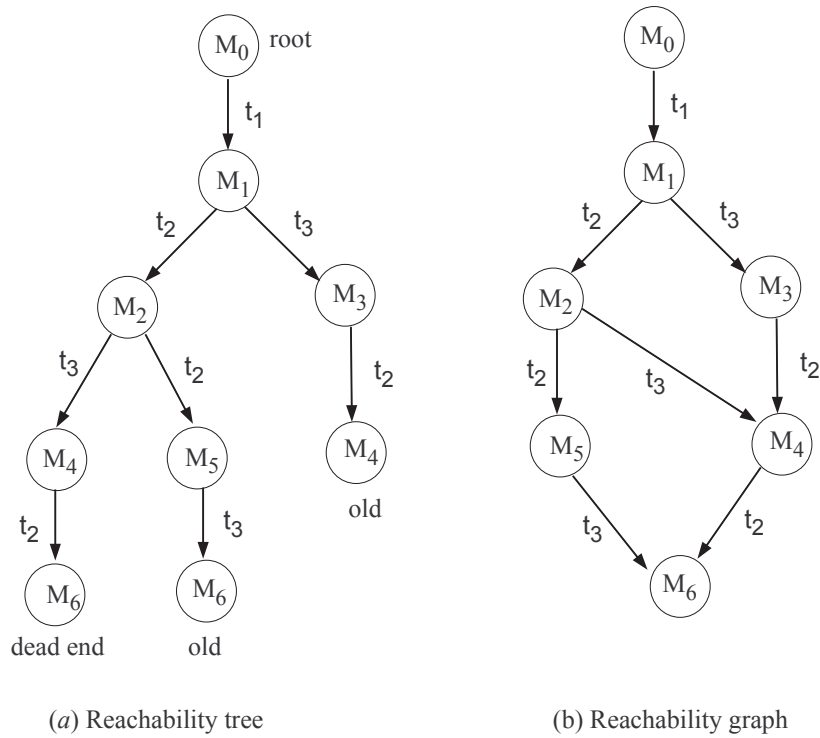 M0 root
t1
M1
t2 t3
M2 M3
t3 t2 t2
M4 M5 M4
old
t2 t3
M6 M6
dead end old
(a) Reachability tree
M0
t1
M1
t2 t3
M2 M3
t2 t3 t2
M5 M4
t3 t2
M6
(b) Reachability graph